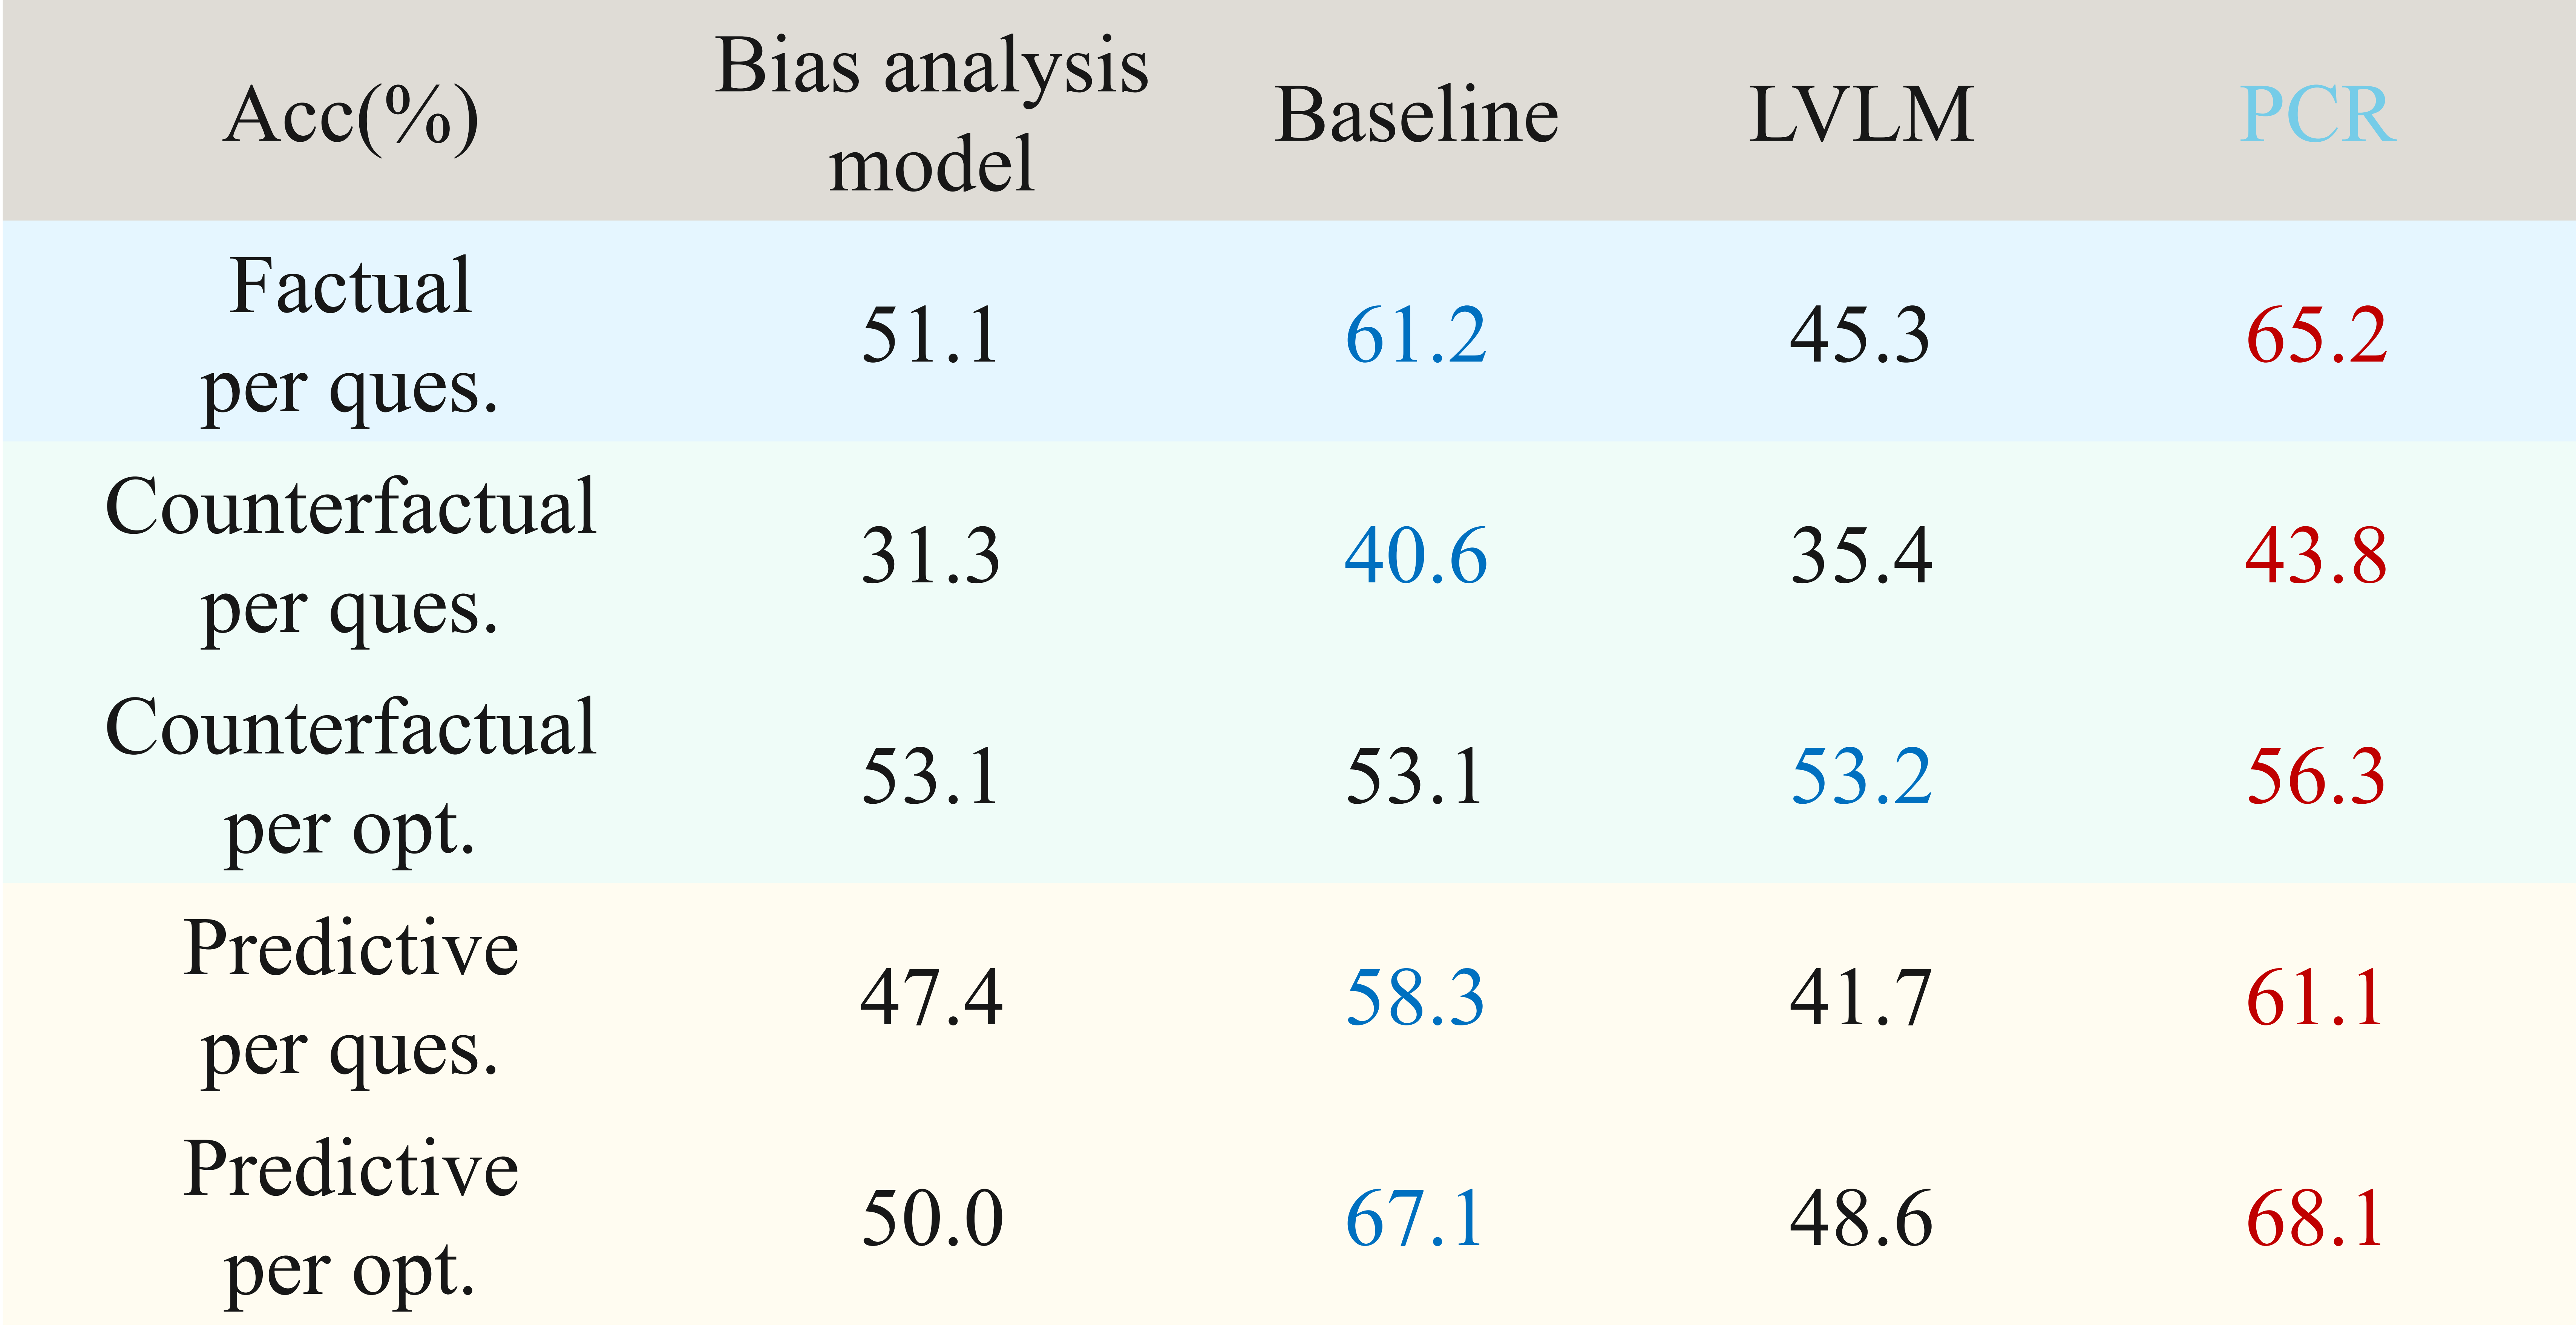 Acc(%) Bias analysis model Baseline LVLM PCR
Factual per ques. 51.1 61.2 45.3 65.2
Counterfactual per ques. 31.3 40.6 35.4 43.8
Counterfactual per opt. 53.1 53.1 53.2 56.3
Predictive per ques. 47.4 58.3 41.7 61.1
Predictive per opt. 50.0 67.1 48.6 68.1